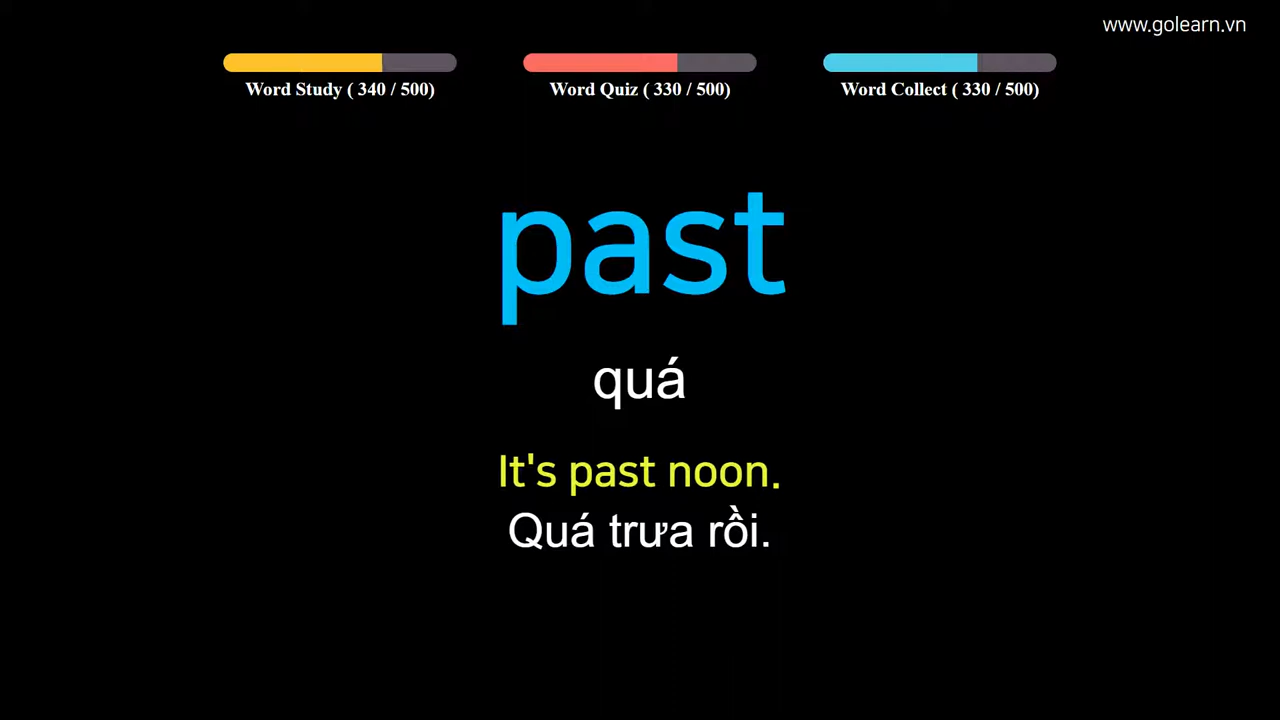 www.golearn.vn
Word Study ( 340 / 500)
Word Quiz ( 330 / 500)
Word Collect ( 330 / 500)
past
quá
It's past noon.
Quá trưa rồi.